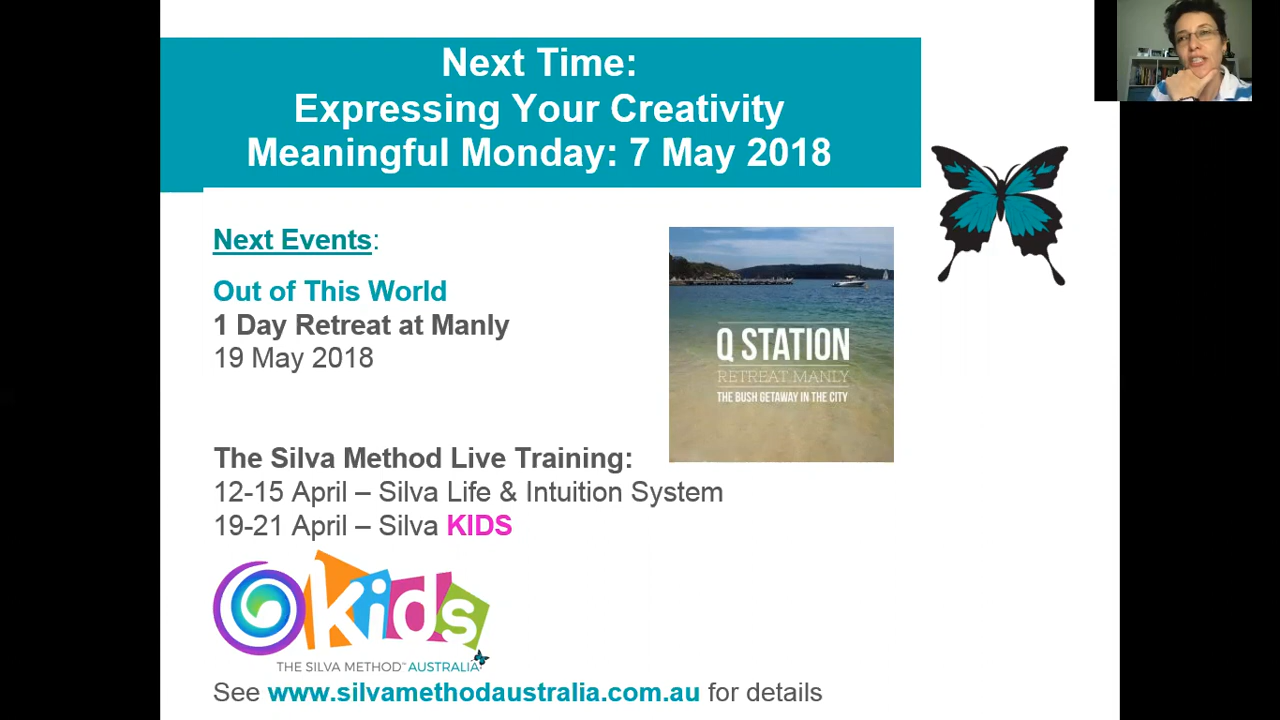 Next Time:
Expressing Your Creativity
Meaningful Monday: 7 May 2018
Next Events:
Out of This World
1 Day Retreat at Manly
19 May 2018
Q STATION
RETREAT MANLY
THE BUSH GETAWAY IN THE CITY
The Silva Method Live Training:
12-15 April – Silva Life & Intuition System
19-21 April – Silva KIDS
kids
THE SILVA METHOD™ AUSTRALIA
See www.silvamethodaustralia.com.au for details